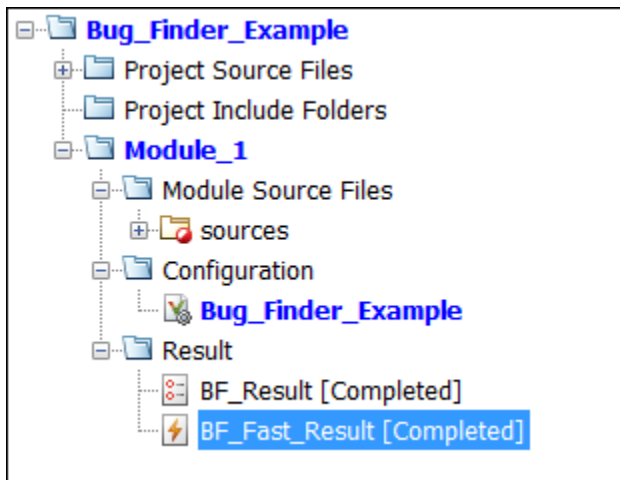 Bug_Finder_Example
Project Source Files
Project Include Folders
Module_1
Module Source Files
sources
Configuration
Bug_Finder_Example
Result
BF_Result [Completed]
BF_Fast_Result [Completed]